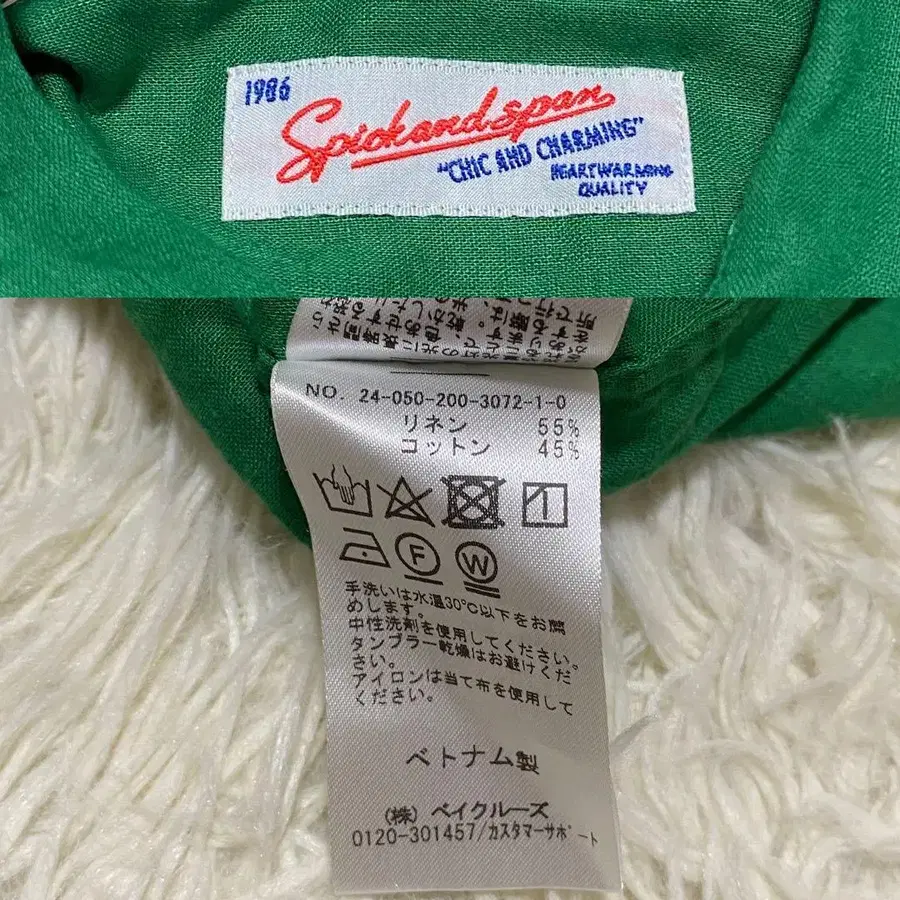 1986
Spickandspan
"CHIC AND CHARMING"
HEARTWARMING
QUALITY
NO. 24-050-200-3072-1-0
リネン 55%
コットン 45%
1
F W
手洗いは水温30℃以下をお薦
めします。
中性洗剤を使用してください。
タンブラー乾燥はお避けくだ
さい。
アイロンは当て布を使用して
ください。
ベトナム製
(株) ベイクルーズ
0120-301457/カスタマーサポート